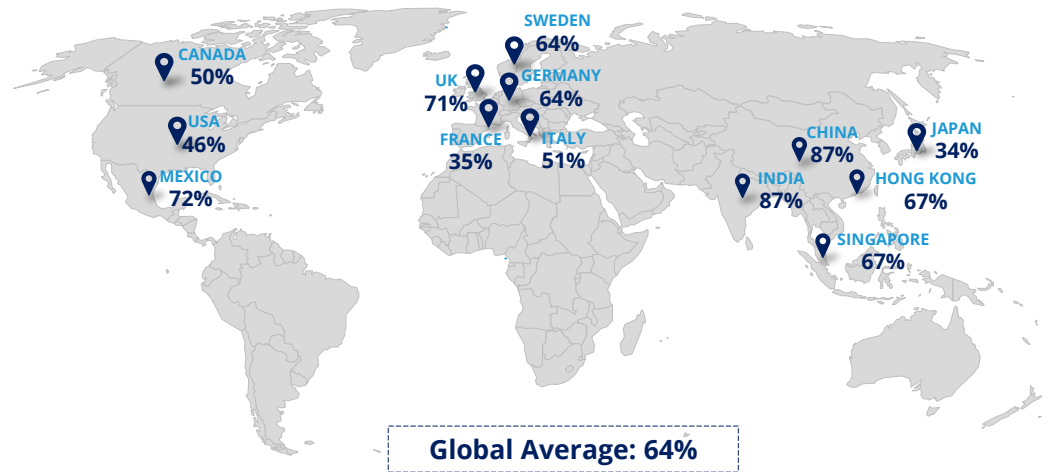 SWEDEN
64%
CANADA
50%
UK
71%
GERMANY
64%
USA
46%
FRANCE
35%
ITALY
51%
CHINA
87%
JAPAN
34%
MEXICO
72%
INDIA
87%
HONG KONG
67%
SINGAPORE
67%
Global Average: 64%